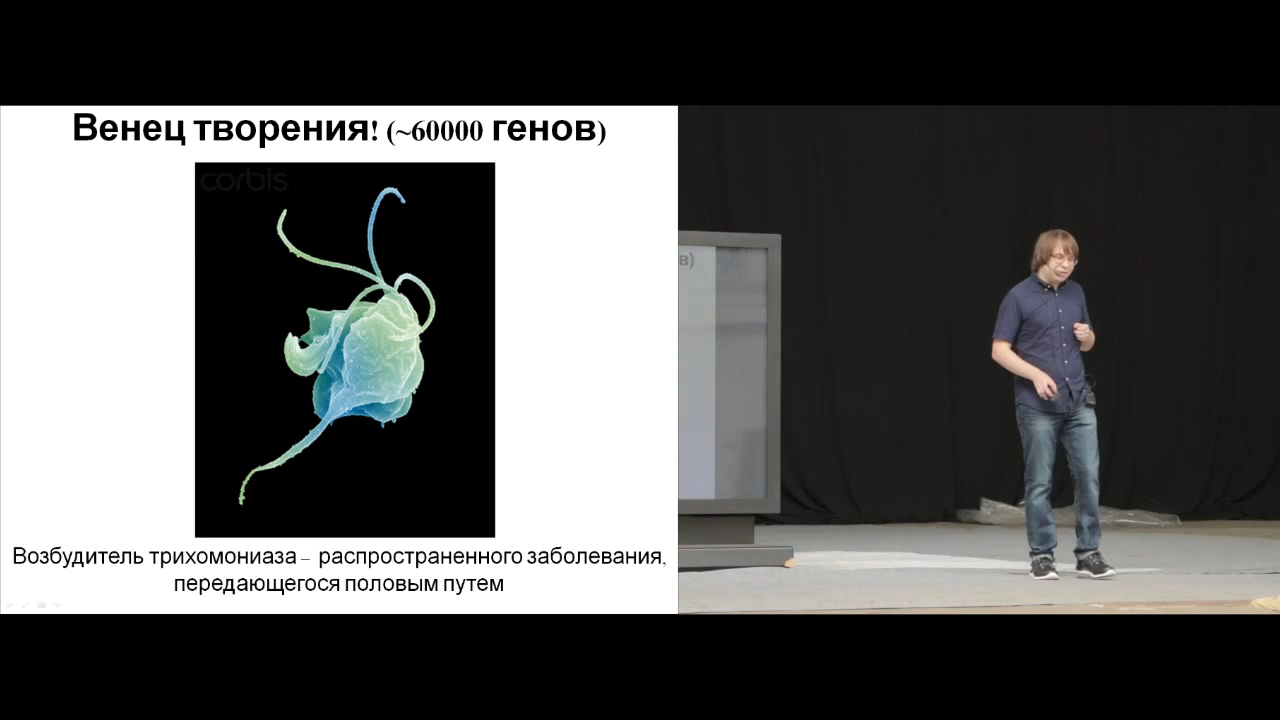 Венец творения! (~60000 генов)
corbis
Возбудитель трихомониаза – распространенного заболевания,
передающегося половым путем
в)